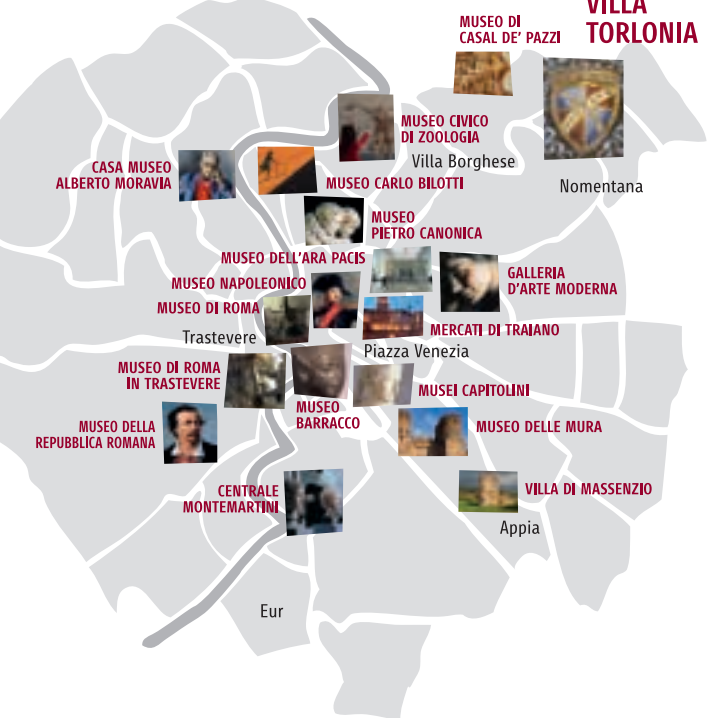 VILLA
TORLONIA
MUSEO DI
CASAL DE' PAZZI
MUSEO CIVICO
DI ZOOLOGIA
Villa Borghese
Nomentana
CASA MUSEO
ALBERTO MORAVIA
MUSEO CARLO BILOTTI
MUSEO
PIETRO CANONICA
MUSEO DELL'ARA PACIS
GALLERIA
D'ARTE MODERNA
MUSEO NAPOLEONICO
MUSEO DI ROMA
MERCATI DI TRAIANO
Trastevere
Piazza Venezia
MUSEO DI ROMA
IN TRASTEVERE
MUSEI CAPITOLINI
MUSEO
BARRACCO
MUSEO DELLA
REPUBBLICA ROMANA
MUSEO DELLE MURA
CENTRALE
MONTEMARTINI
VILLA DI MASSENZIO
Appia
Eur